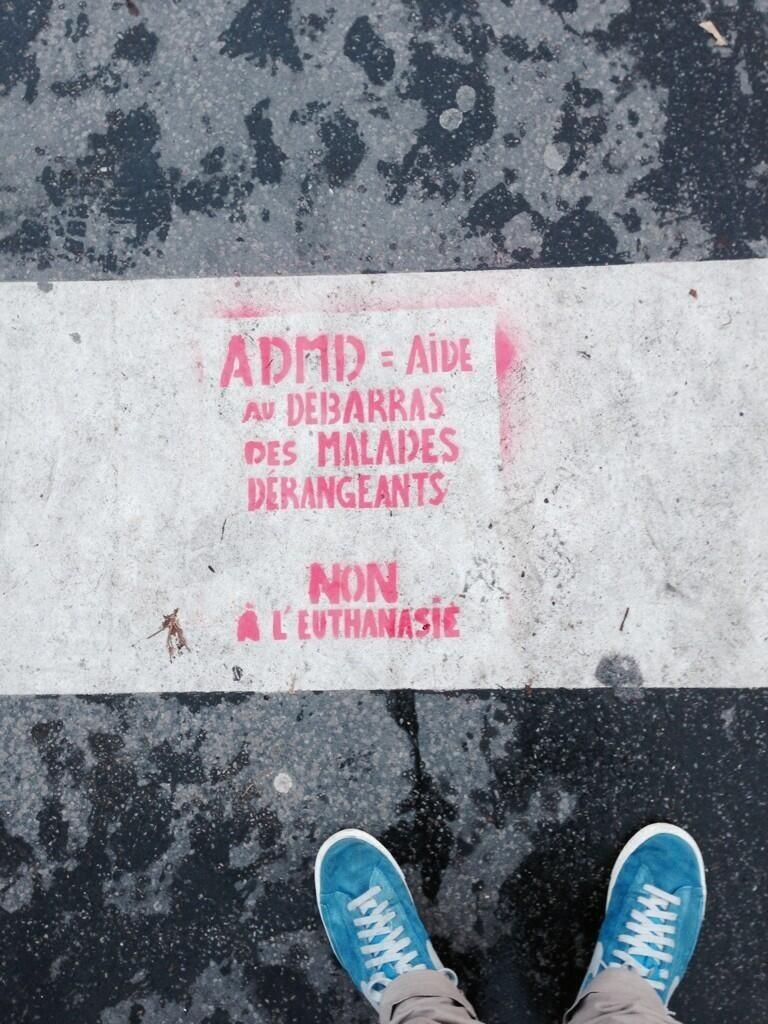 ADMD = AIDE
AU DÉBARRAS
DES MALADES
DÉRANGEANTS
NON
À L'EUTHANASIE